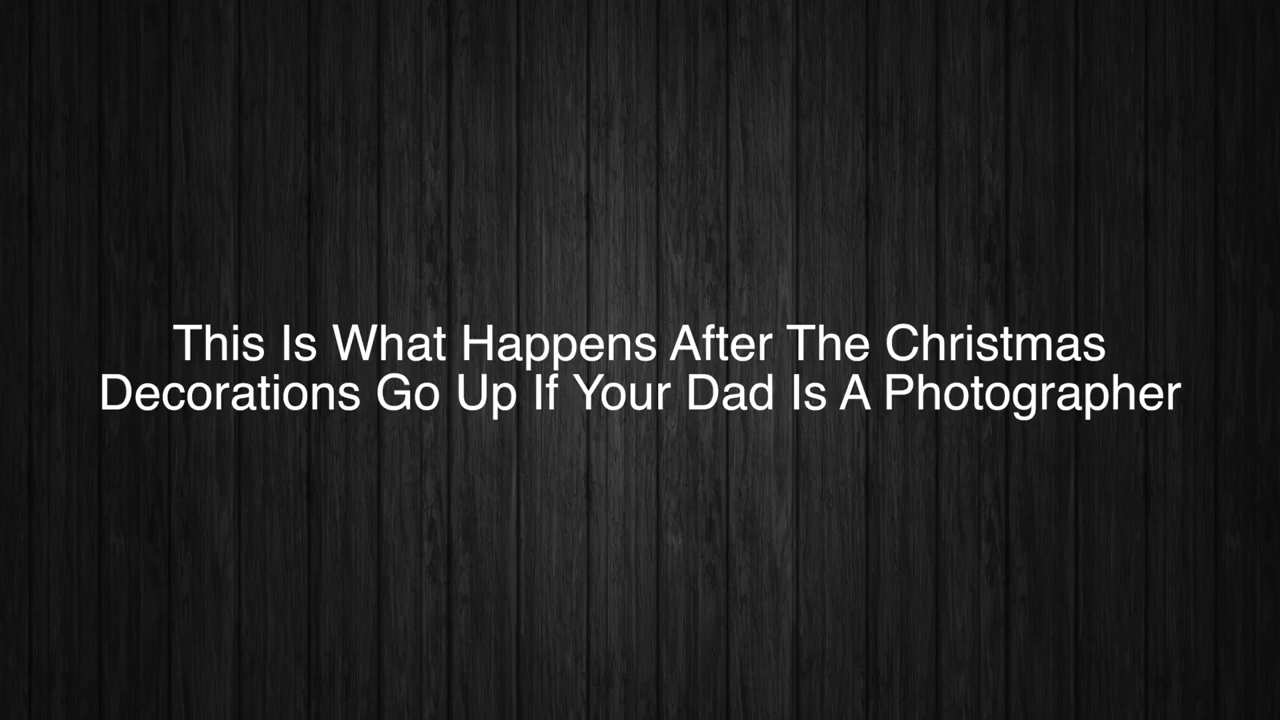 This Is What Happens After The Christmas
Decorations Go Up If Your Dad Is A Photographer